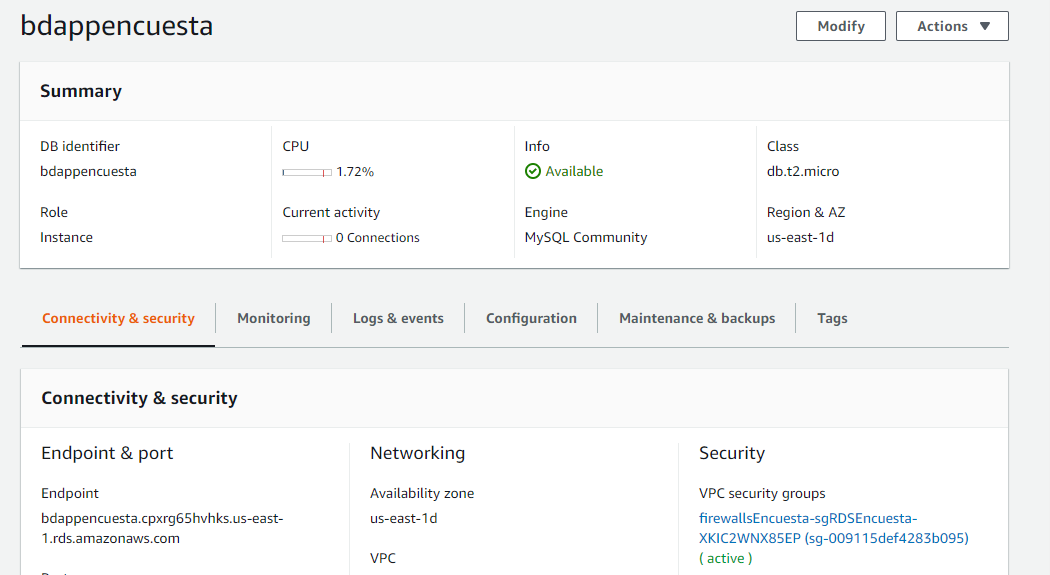 bdappencuesta
Modify
Actions
Summary
DB identifier
bdappencuesta
CPU
1.72%
Info
Available
Class
db.t2.micro
Role
Instance
Current activity
0 Connections
Engine
MySQL Community
Region & AZ
us-east-1d
Connectivity & security
Monitoring
Logs & events
Configuration
Maintenance & backups
Tags
Connectivity & security
Endpoint & port
Endpoint
bdappencuesta.cpxrg65hvhks.us-east-
1.rds.amazonaws.com
Networking
Availability zone
us-east-1d
VPC
Security
VPC security groups
firewallsEncuesta-sgRDSEncuesta-
XKIC2WNX85EP (sg-009115def4283b095)
( active )